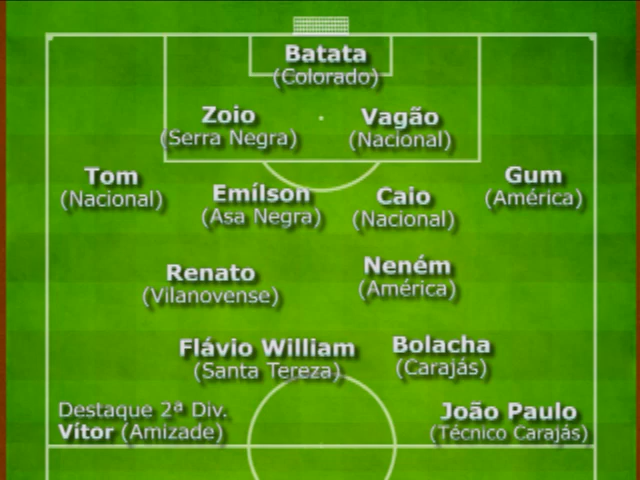 Batata
(Colorado)
Zoio
(Serra Negra)
Vagão
(Nacional)
Tom
(Nacional)
Emílson
(Asa Negra)
Caio
(Nacional)
Gum
(América)
Renato
(Vilanovense)
Neném
(América)
Flávio William
(Santa Tereza)
Bolacha
(Carajás)
Destaque 2ª Div.
Vítor (Amizade)
João Paulo
(Técnico Carajás)